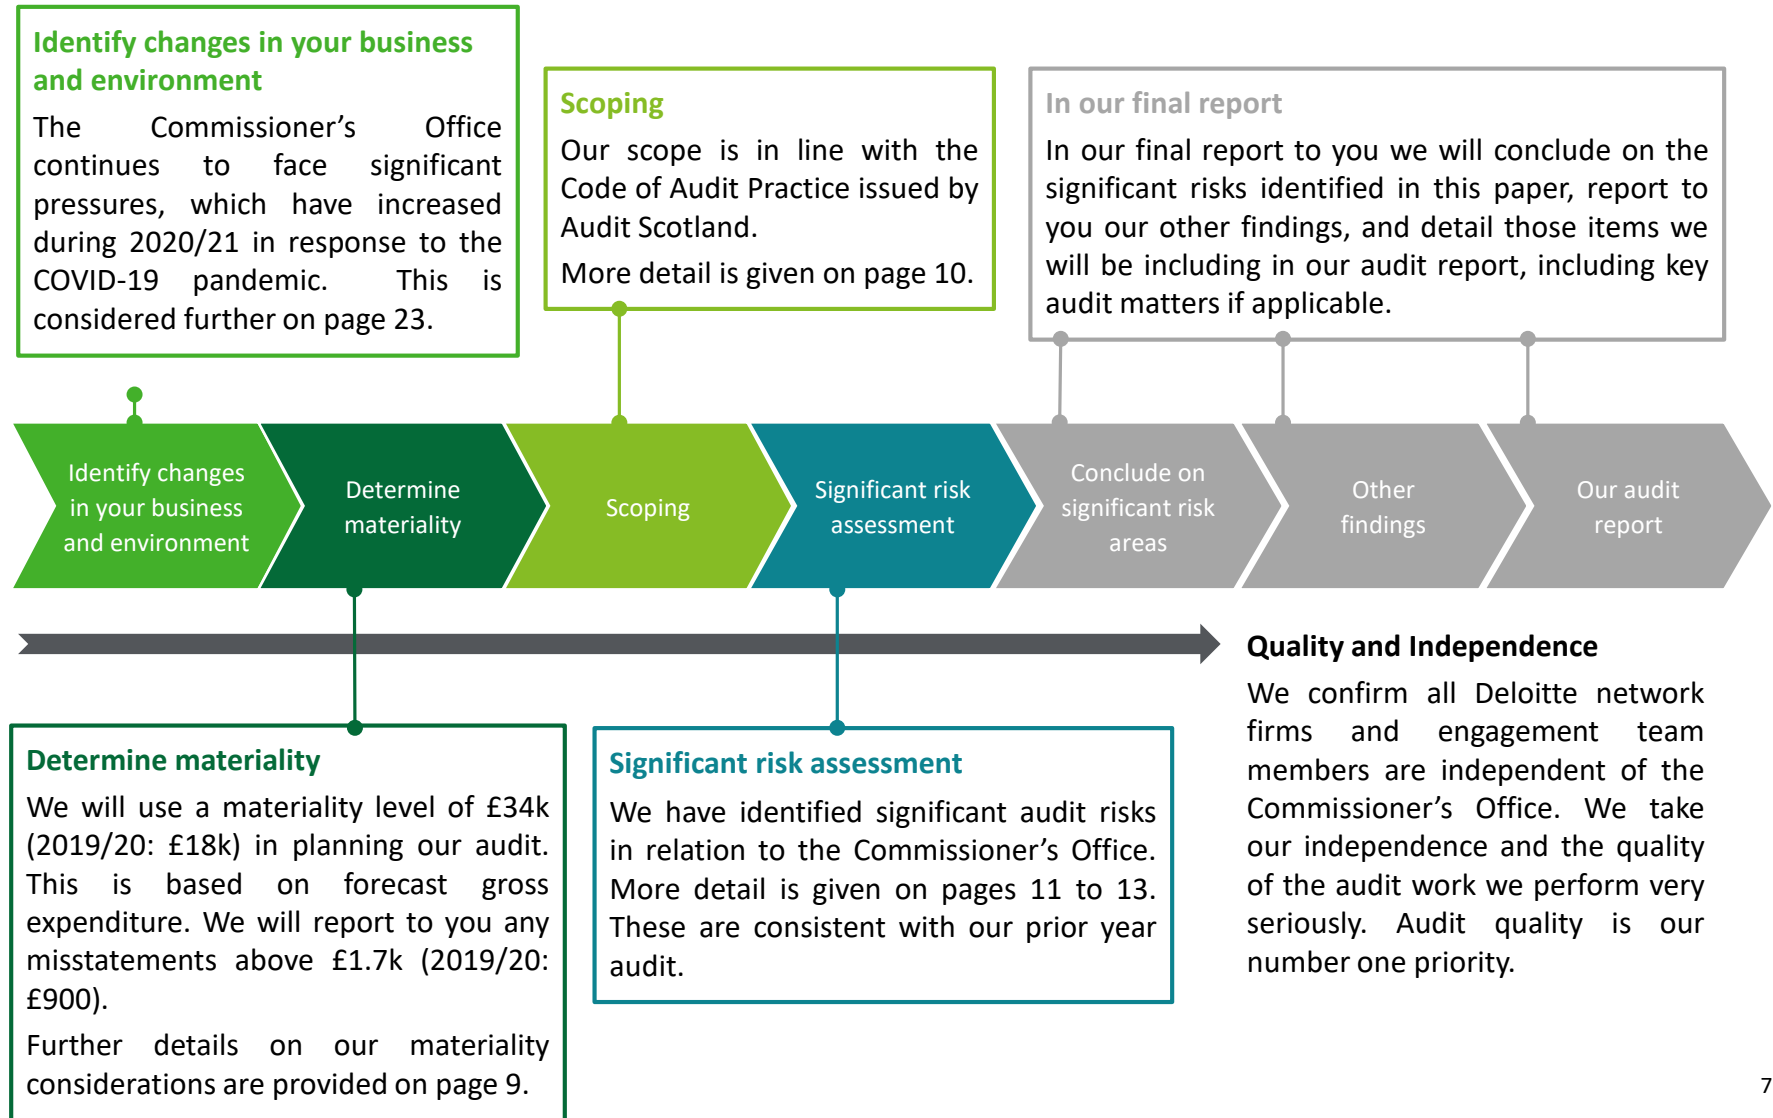 Identify changes in your business
and environment
The Commissioner’s Office
continues to face significant
pressures, which have increased
during 2020/21 in response to the
COVID-19 pandemic. This is
considered further on page 23.
Scoping
Our scope is in line with the
Code of Audit Practice issued by
Audit Scotland.
More detail is given on page 10.
In our final report
In our final report to you we will conclude on the
significant risks identified in this paper, report to
you our other findings, and detail those items we
will be including in our audit report, including key
audit matters if applicable.
Identify changes
in your business
and environment
Determine
materiality
Scoping
Significant risk
assessment
Conclude on
significant risk
areas
Other
findings
Our audit
report
Determine materiality
We will use a materiality level of £34k
(2019/20: £18k) in planning our audit.
This is based on forecast gross
expenditure. We will report to you any
misstatements above £1.7k (2019/20:
£900).
Further details on our materiality
considerations are provided on page 9.
Significant risk assessment
We have identified significant audit risks
in relation to the Commissioner’s Office.
More detail is given on pages 11 to 13.
These are consistent with our prior year
audit.
Quality and Independence
We confirm all Deloitte network
firms and engagement team
members are independent of the
Commissioner’s Office. We take
our independence and the quality
of the audit work we perform very
seriously. Audit quality is our
number one priority.
7